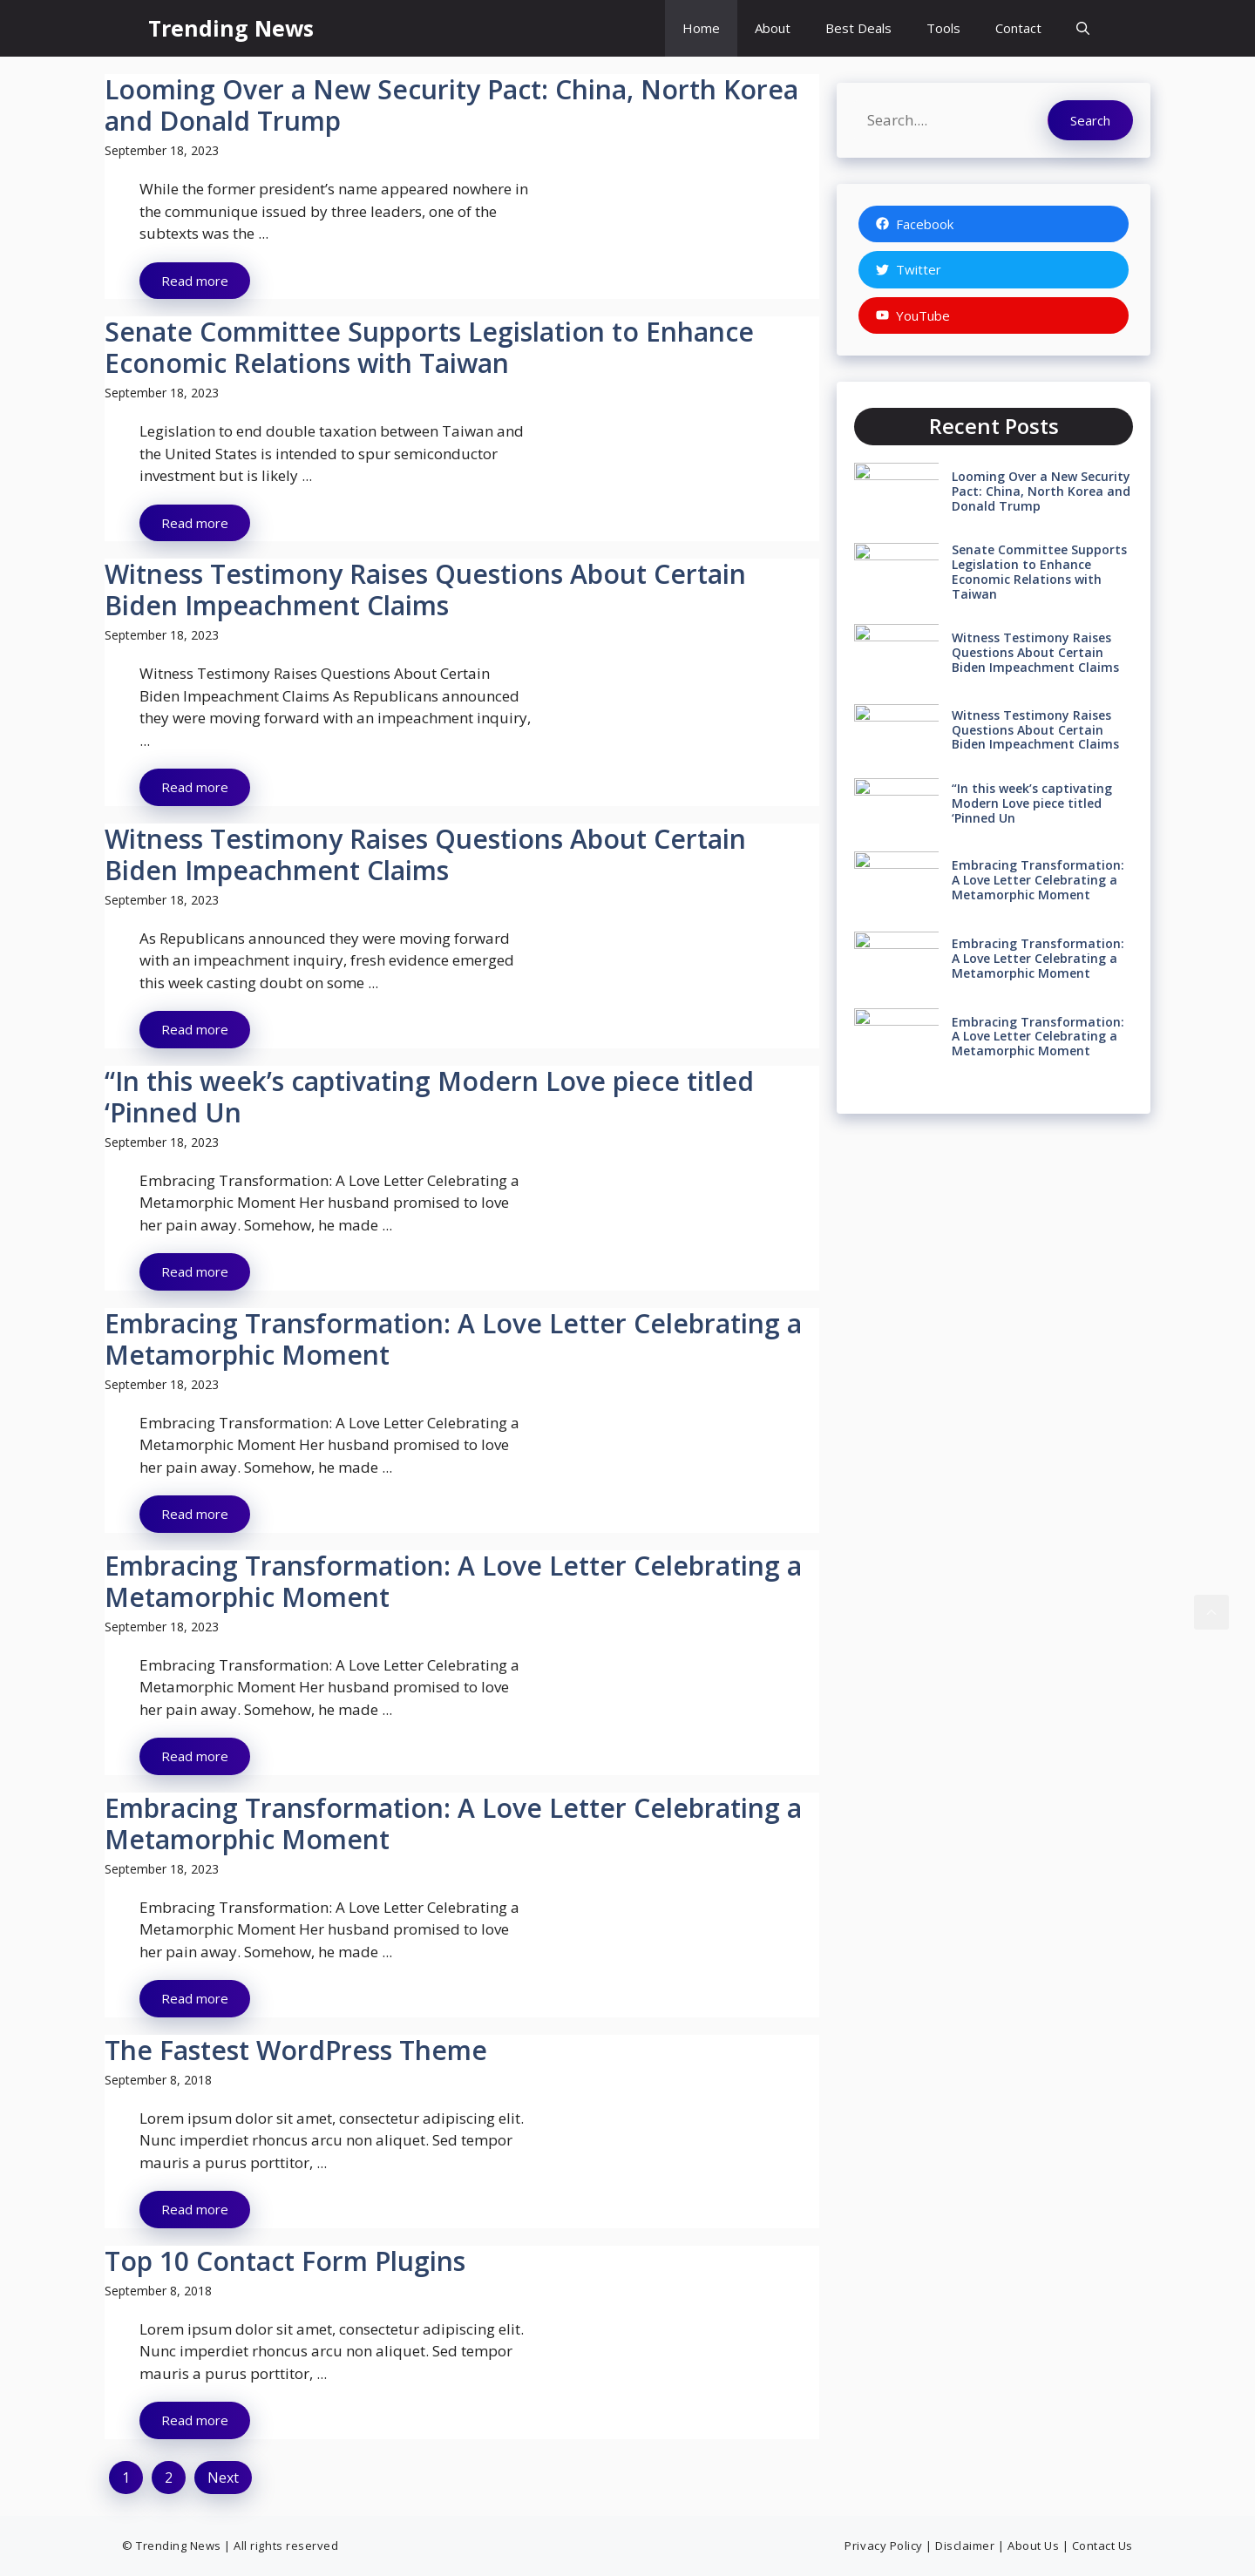 Trending News
Home
About
Best Deals
Tools
Contact
Looming Over a New Security Pact: China, North Korea
and Donald Trump
September 18, 2023
While the former president’s name appeared nowhere in
the communique issued by three leaders, one of the
subtexts was the ...
Read more
Senate Committee Supports Legislation to Enhance
Economic Relations with Taiwan
September 18, 2023
Legislation to end double taxation between Taiwan and
the United States is intended to spur semiconductor
investment but is likely ...
Read more
Witness Testimony Raises Questions About Certain
Biden Impeachment Claims
September 18, 2023
Witness Testimony Raises Questions About Certain
Biden Impeachment Claims As Republicans announced
they were moving forward with an impeachment inquiry,
...
Read more
Witness Testimony Raises Questions About Certain
Biden Impeachment Claims
September 18, 2023
As Republicans announced they were moving forward
with an impeachment inquiry, fresh evidence emerged
this week casting doubt on some ...
Read more
“In this week’s captivating Modern Love piece titled
‘Pinned Un
September 18, 2023
Embracing Transformation: A Love Letter Celebrating a
Metamorphic Moment Her husband promised to love
her pain away. Somehow, he made ...
Read more
Embracing Transformation: A Love Letter Celebrating a
Metamorphic Moment
September 18, 2023
Embracing Transformation: A Love Letter Celebrating a
Metamorphic Moment Her husband promised to love
her pain away. Somehow, he made ...
Read more
Embracing Transformation: A Love Letter Celebrating a
Metamorphic Moment
September 18, 2023
Embracing Transformation: A Love Letter Celebrating a
Metamorphic Moment Her husband promised to love
her pain away. Somehow, he made ...
Read more
Embracing Transformation: A Love Letter Celebrating a
Metamorphic Moment
September 18, 2023
Embracing Transformation: A Love Letter Celebrating a
Metamorphic Moment Her husband promised to love
her pain away. Somehow, he made ...
Read more
The Fastest WordPress Theme
September 8, 2018
Lorem ipsum dolor sit amet, consectetur adipiscing elit.
Nunc imperdiet rhoncus arcu non aliquet. Sed tempor
mauris a purus porttitor, ...
Read more
Top 10 Contact Form Plugins
September 8, 2018
Lorem ipsum dolor sit amet, consectetur adipiscing elit.
Nunc imperdiet rhoncus arcu non aliquet. Sed tempor
mauris a purus porttitor, ...
Read more
1
2
Next
Search....
Search
Facebook
Twitter
YouTube
Recent Posts
Looming Over a New Security
Pact: China, North Korea and
Donald Trump
Senate Committee Supports
Legislation to Enhance
Economic Relations with
Taiwan
Witness Testimony Raises
Questions About Certain
Biden Impeachment Claims
Witness Testimony Raises
Questions About Certain
Biden Impeachment Claims
“In this week’s captivating
Modern Love piece titled
‘Pinned Un
Embracing Transformation:
A Love Letter Celebrating a
Metamorphic Moment
Embracing Transformation:
A Love Letter Celebrating a
Metamorphic Moment
Embracing Transformation:
A Love Letter Celebrating a
Metamorphic Moment
© Trending News | All rights reserved
Privacy Policy | Disclaimer | About Us | Contact Us